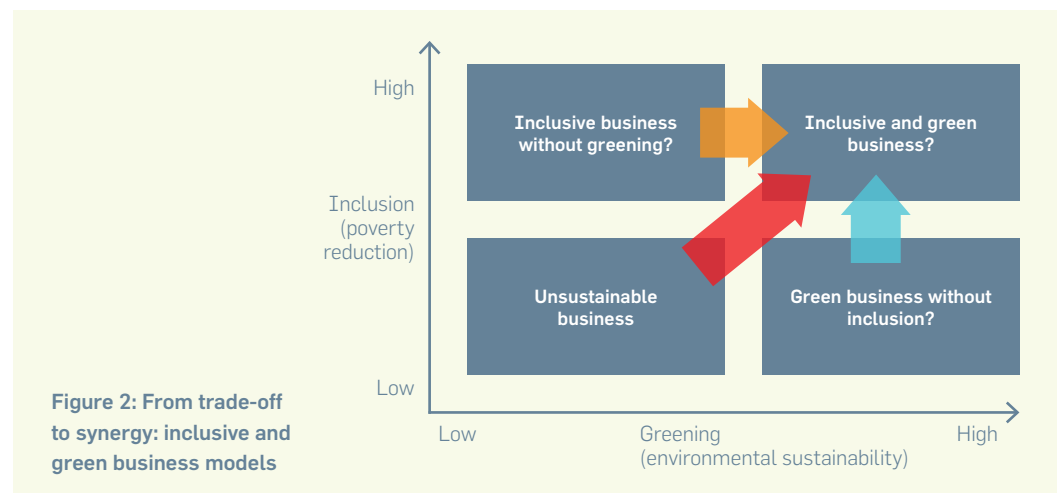 High
Inclusive business
without greening?
Inclusive and green
business?
Inclusion
(poverty
reduction)
Unsustainable
business
Green business without
inclusion?
Low
Low
Greening
(environmental sustainability)
High
Figure 2: From trade-off
to synergy: inclusive and
green business models